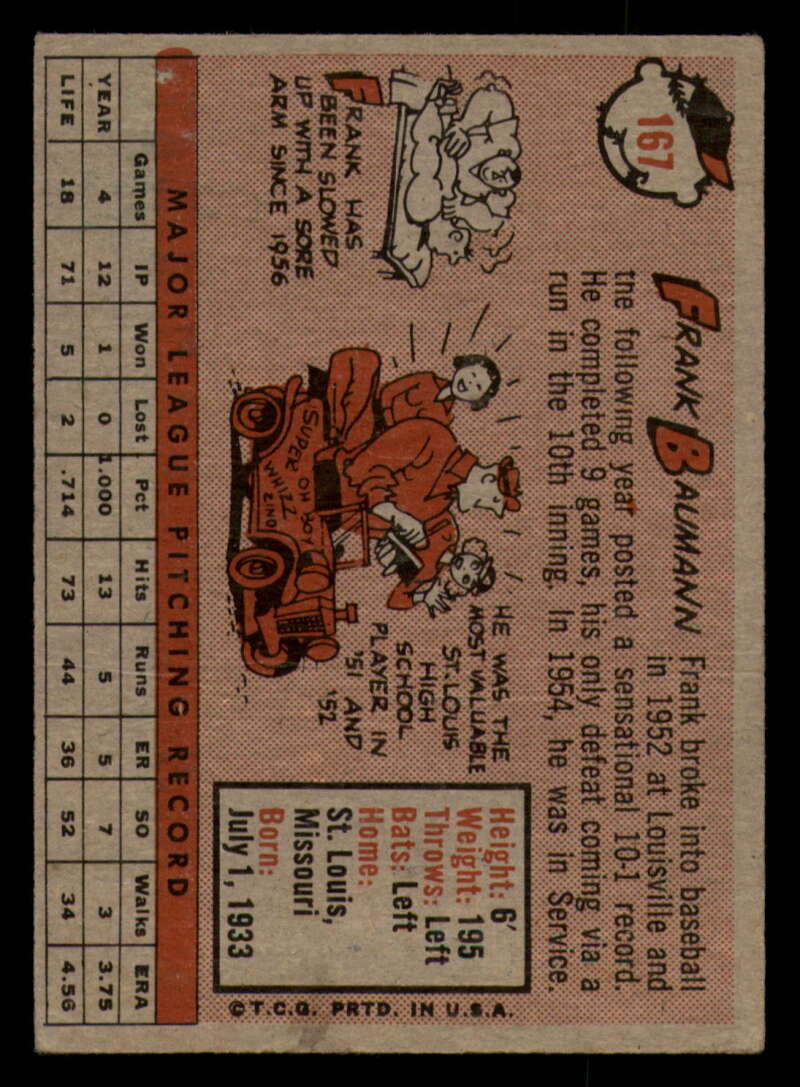 167
FRANK BAUMANN Frank broke into baseball
in 1952 at Louisville and
the following year posted a sensational 10-1 record.
He completed 9 games, his only defeat coming via a
run in the 10th inning. In 1954, he was in Service.
FRANK HAS
BEEN SLOWED
UP WITH A SORE
ARM SINCE 1956
HE WAS THE
MOST VALUABLE
ST. LOUIS
HIGH
SCHOOL
PLAYER IN
'51 AND
'52
SUPER OH BOY
WHIZZ
ZINO
Height: 6'
Weight: 195
Throws: Left
Bats: Left
Home:
St. Louis,
Missouri
Born:
July 1, 1933
©T.C.G. PRTD. IN U.S.A.
MAJOR LEAGUE PITCHING RECORD
Games IP Won Lost Pct Hits Runs ER SO Walks ERA
YEAR 4 12 1 0 1.000 13 5 5 7 3 3.75
LIFE 18 71 5 2 .714 73 44 36 52 34 4.56